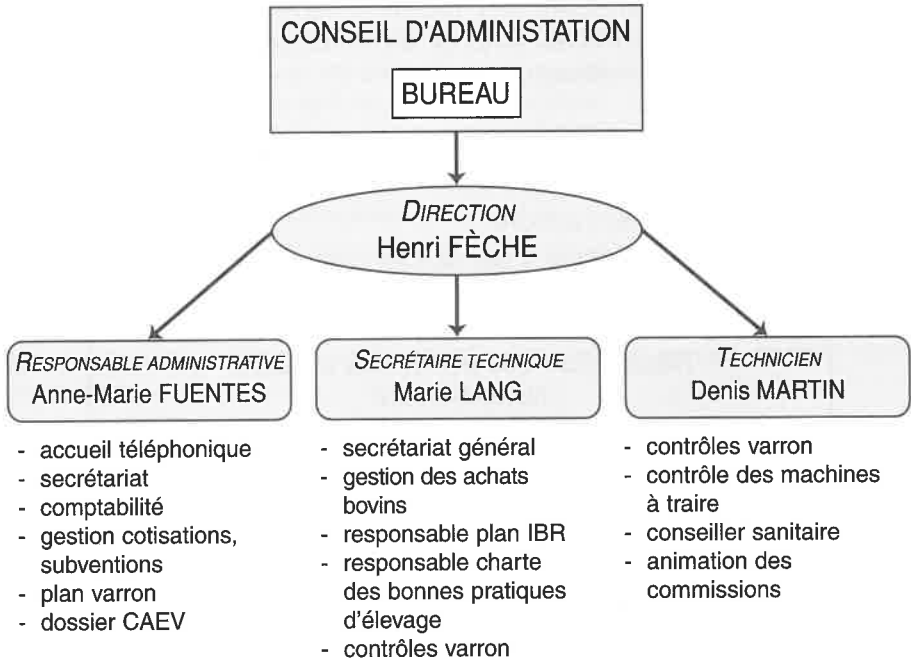 CONSEIL D'ADMINISTATION
BUREAU
DIRECTION
Henri FÈCHE
RESPONSABLE ADMINISTRATIVE
Anne-Marie FUENTES
- accueil téléphonique
- secrétariat
- comptabilité
- gestion cotisations,
subventions
- plan varron
- dossier CAEV
SECRÉTAIRE TECHNIQUE
Marie LANG
- secrétariat général
- gestion des achats
bovins
- responsable plan IBR
- responsable charte
des bonnes pratiques
d'élevage
- contrôles varron
TECHNICIEN
Denis MARTIN
- contrôles varron
- contrôle des machines
à traire
- conseiller sanitaire
- animation des
commissions